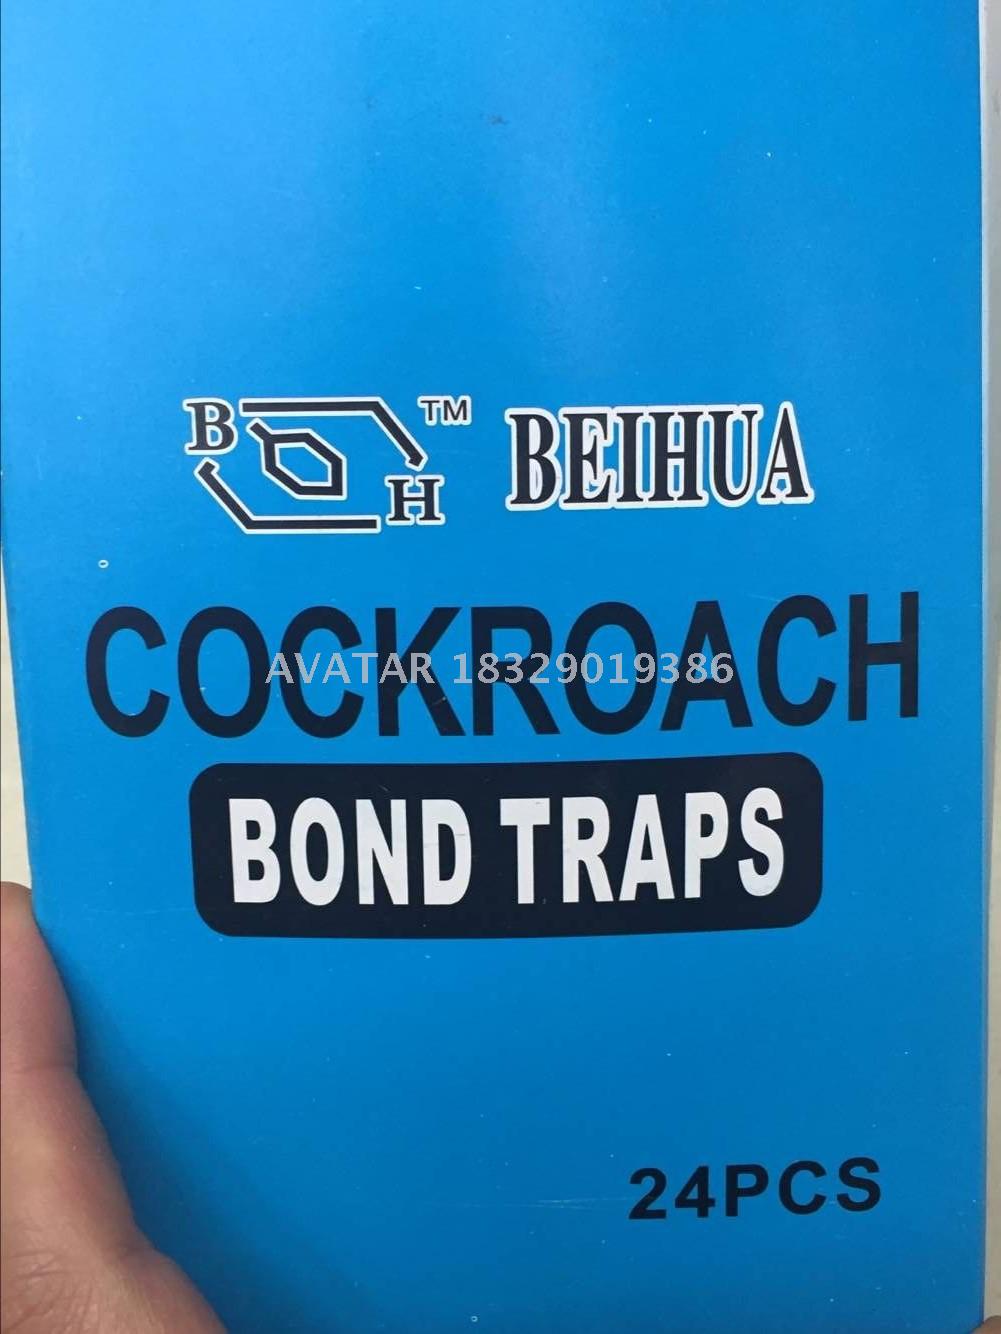 B H TM BEIHUA
COCKROACH
AVATAR 18329019386
BOND TRAPS
24PCS